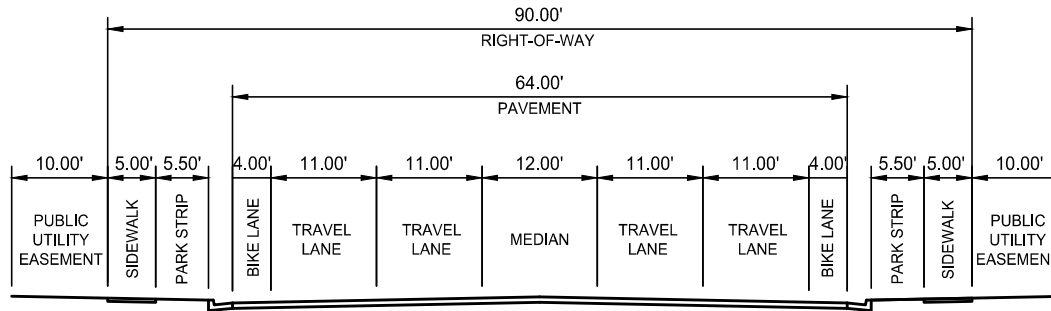 90.00'
RIGHT-OF-WAY
64.00'
PAVEMENT
10.00' 5.00' 5.50' 4.00' 11.00' 11.00' 12.00' 11.00' 11.00' 4.00' 5.50' 5.00' 10.00'
PUBLIC
UTILITY
EASEMENT
SIDEWALK
PARK STRIP
BIKE LANE
TRAVEL
LANE
TRAVEL
LANE
MEDIAN
TRAVEL
LANE
TRAVEL
LANE
BIKE LANE
PARK STRIP
SIDEWALK
PUBLIC
UTILITY
EASEMEN